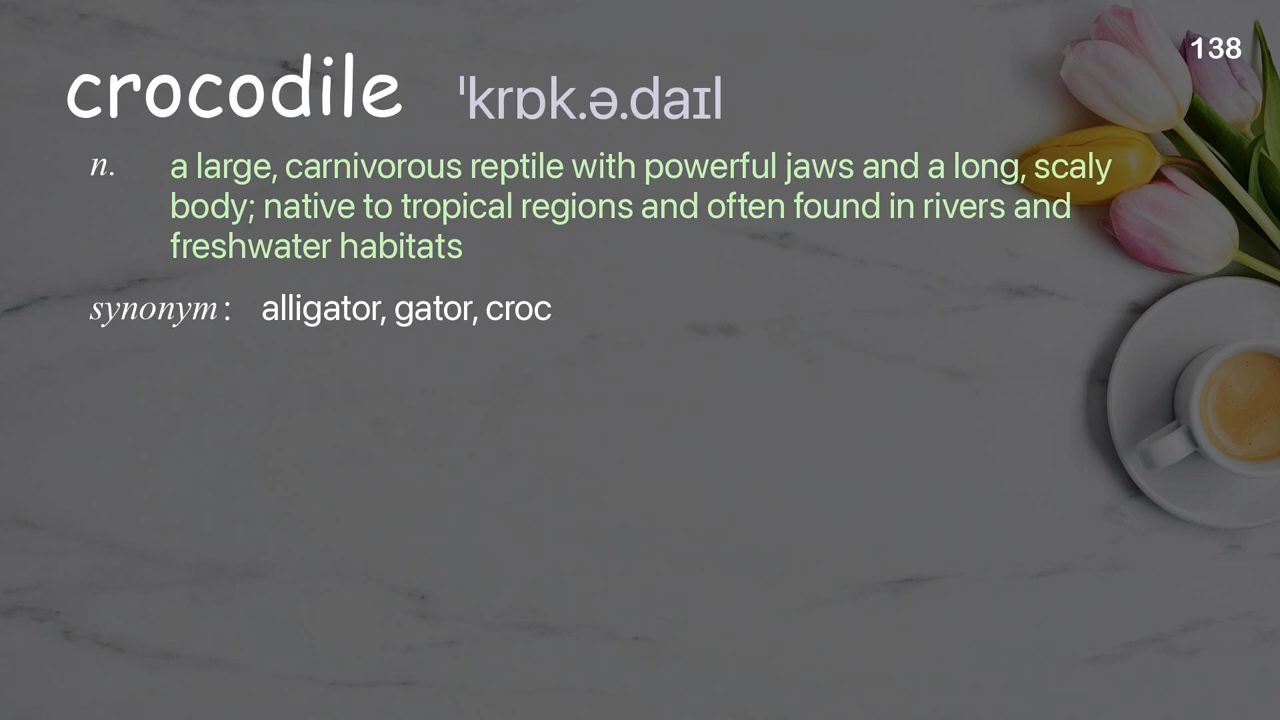 138
crocodile ˈkrɒk.ə.daɪl
n. a large, carnivorous reptile with powerful jaws and a long, scaly
body; native to tropical regions and often found in rivers and
freshwater habitats
synonym: alligator, gator, croc